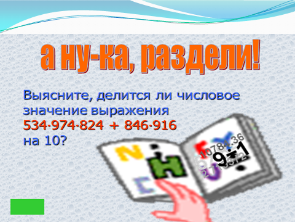 а ну-ка, раздели!
Выясните, делится ли числовое
значение выражения
534·974·824 + 846·916
на 10?